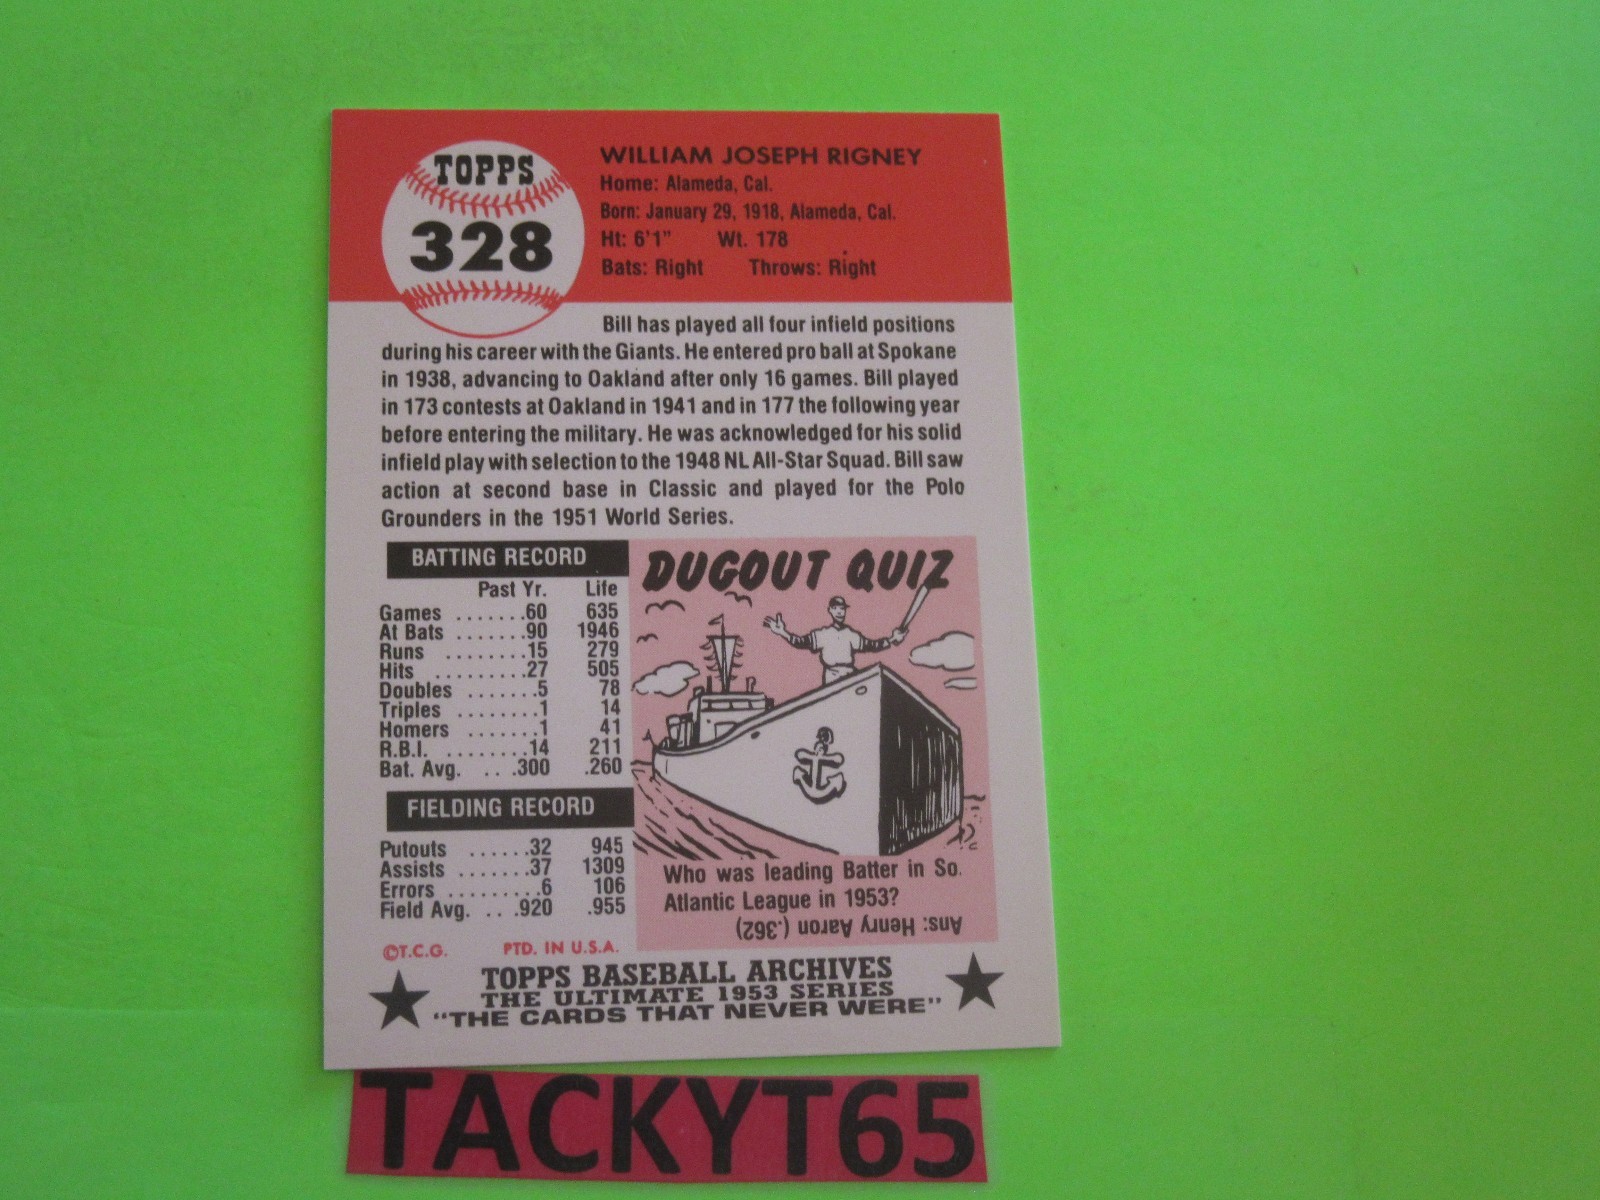 TOPPS
328
WILLIAM JOSEPH RIGNEY
Home: Alameda, Cal.
Born: January 29, 1918, Alameda, Cal.
Ht: 6'1" Wt. 178
Bats: Right Throws: Right
Bill has played all four infield positions
during his career with the Giants. He entered pro ball at Spokane
in 1938, advancing to Oakland after only 16 games. Bill played
in 173 contests at Oakland in 1941 and in 177 the following year
before entering the military. He was acknowledged for his solid
infield play with selection to the 1948 NL All-Star Squad. Bill saw
action at second base in Classic and played for the Polo
Grounders in the 1951 World Series.
BATTING RECORD
Past Yr. Life
Games .......60 635
At Bats .......90 1946
Runs ........15 279
Hits .........27 505
Doubles .......5 78
Triples ........1 14
Homers .......1 41
R.B.I. ........14 211
Bat. Avg. ...300 .260
FIELDING RECORD
Putouts ......32 945
Assists .......37 1309
Errors .........6 106
Field Avg. ...920 .955
DUGOUT QUIZ
Who was leading Batter in So.
Atlantic League in 1953?
Ans: Henry Aaron (.362)
©T.C.G. PTD. IN U.S.A.
TOPPS BASEBALL ARCHIVES
THE ULTIMATE 1953 SERIES
"THE CARDS THAT NEVER WERE"
TACKYT65